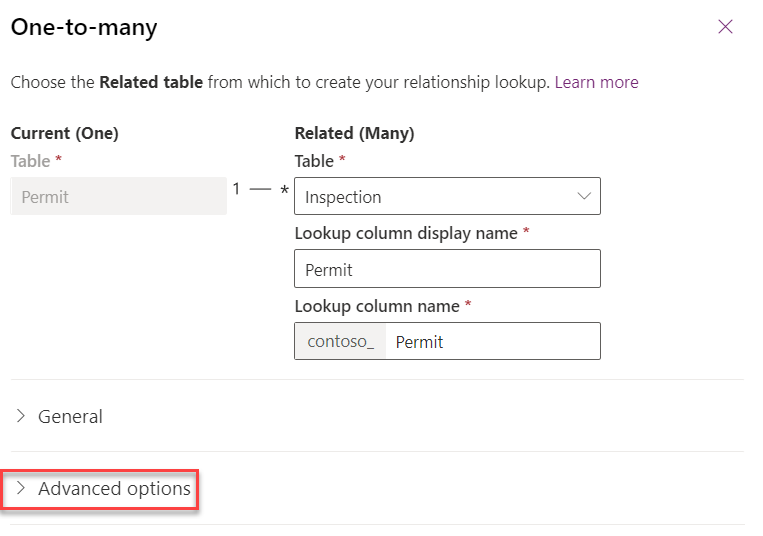 One-to-many
Choose the Related table from which to create your relationship lookup. Learn more
Current (One)
Related (Many)
Table *
Table *
Permit
1 — *
Inspection
Lookup column display name *
Permit
Lookup column name *
contoso_ Permit
General
Advanced options